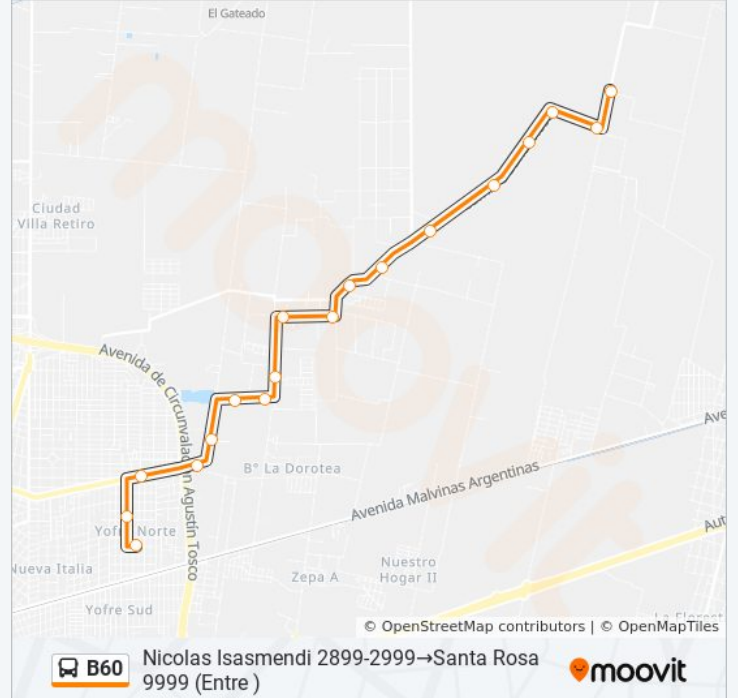 El Gateado
moovit
Ciudad
Villa Retiro
Avenida de Circunvalación Agustín Tosco
Ave
B° La Dorotea
Avenida Malvinas Argentinas
Aut
Yofre Norte
Nueva Italia
Nuestro
Hogar II
Zepa A
Yofre Sud
La Florest
© OpenStreetMap contributors | © OpenMapTiles
B60
Nicolas Isasmendi 2899-2999→Santa Rosa
9999 (Entre )
moovit